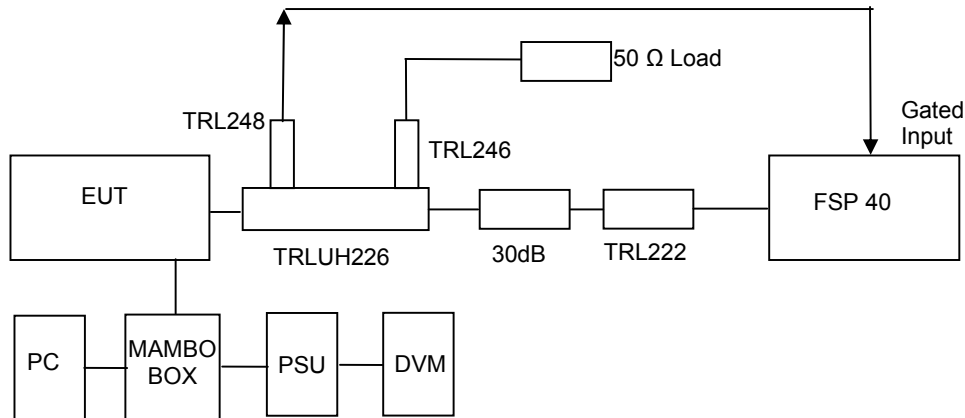 50 Ω Load
TRL248
Gated
Input
TRL246
EUT
FSP 40
TRLUH226
30dB
TRL222
PC
MAMBO
BOX
PSU
DVM